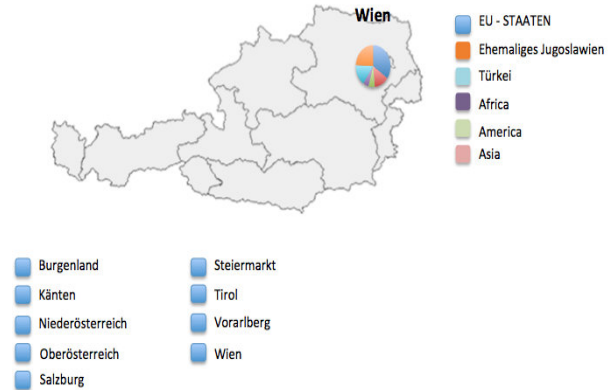 Wien
EU - STAATEN
Ehemaliges Jugoslawien
Türkei
Africa
America
Asia
Burgenland
Känten
Niederösterreich
Oberösterreich
Salzburg
Steiermarkt
Tirol
Vorarlberg
Wien